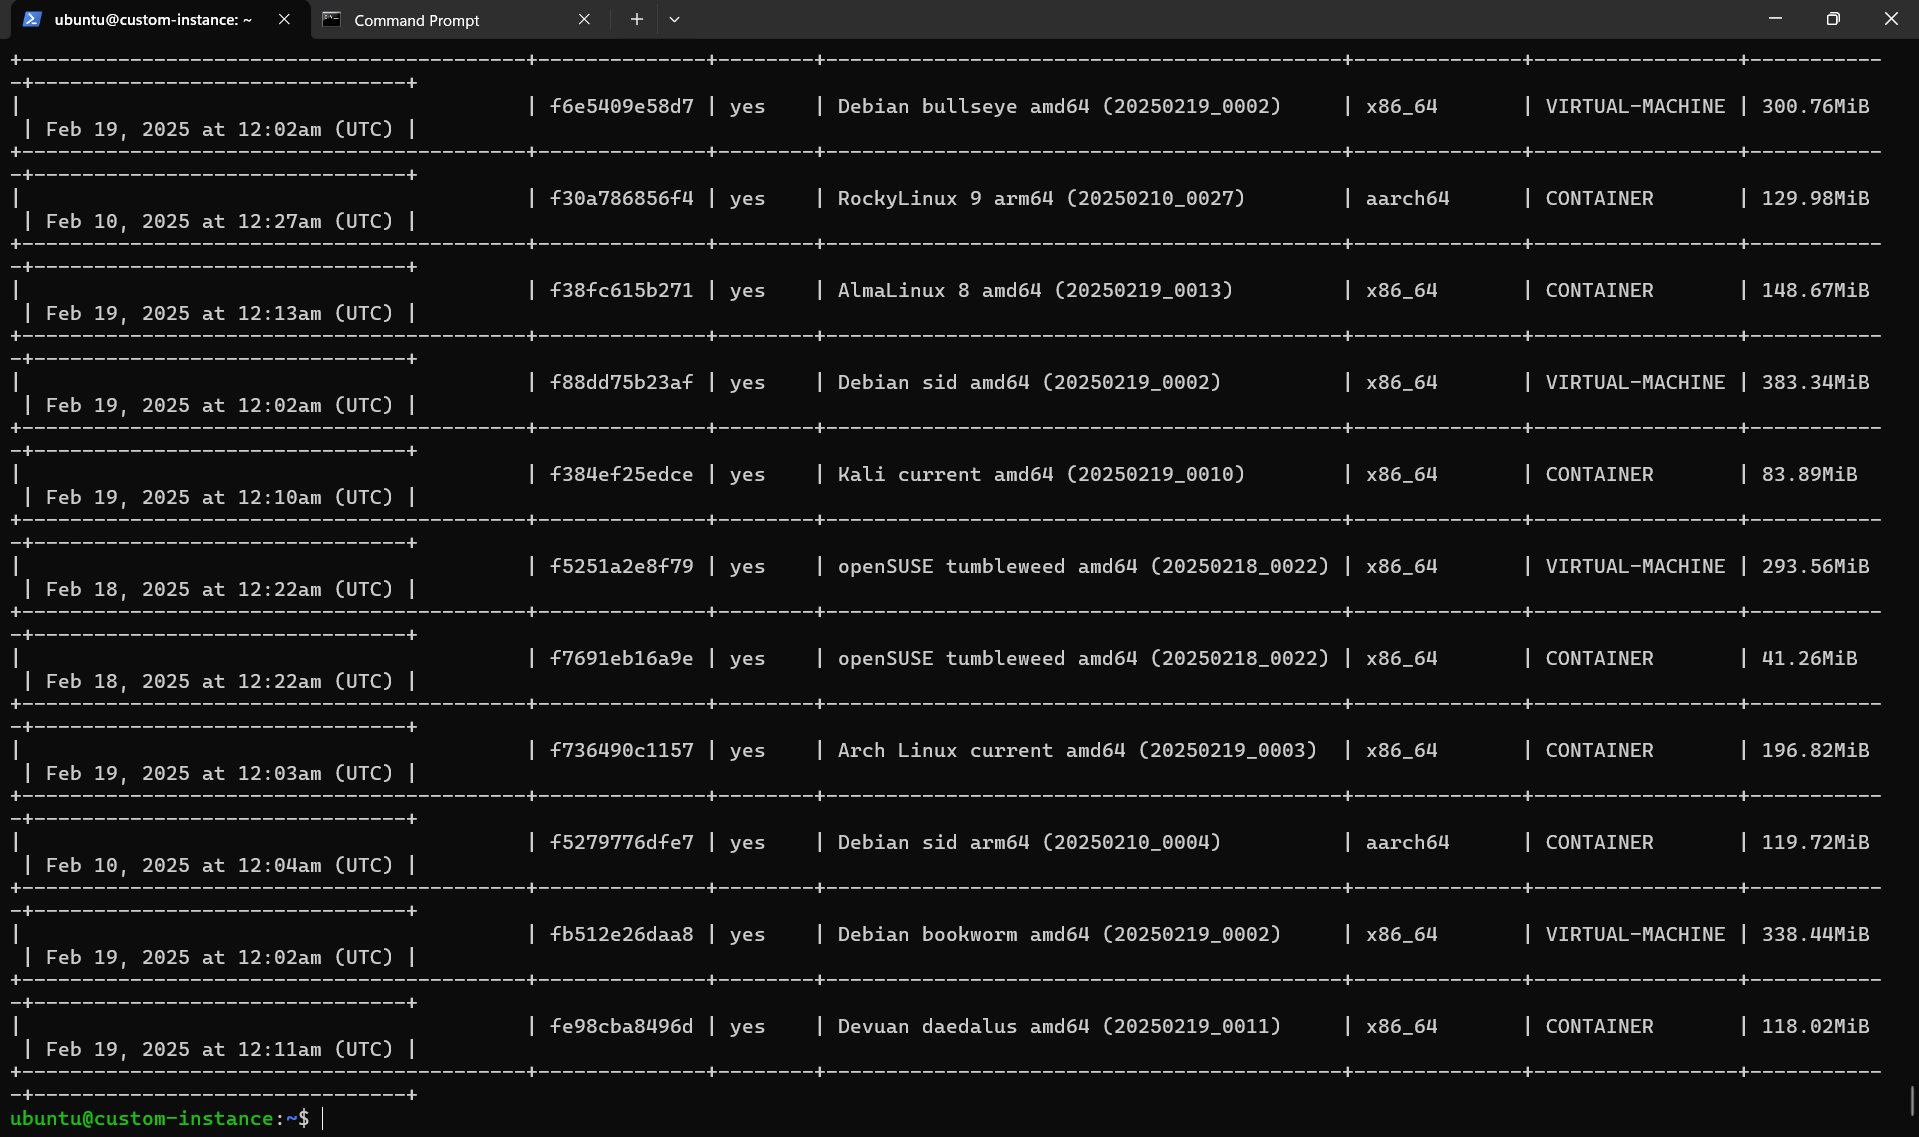 ubuntu@custom-instance: ~ Command Prompt
+------------------------------------------+--------------+--------+-------------------------------------------+--------------+-----------------+-----------
-+-------------------------------+
| | f6e5409e58d7 | yes | Debian bullseye amd64 (20250219_0002) | x86_64 | VIRTUAL-MACHINE | 300.76MiB
| Feb 19, 2025 at 12:02am (UTC) |
+------------------------------------------+--------------+--------+-------------------------------------------+--------------+-----------------+-----------
-+-------------------------------+
| | f30a786856f4 | yes | RockyLinux 9 arm64 (20250210_0027) | aarch64 | CONTAINER | 129.98MiB
| Feb 10, 2025 at 12:27am (UTC) |
+------------------------------------------+--------------+--------+-------------------------------------------+--------------+-----------------+-----------
-+-------------------------------+
| | f38fc615b271 | yes | AlmaLinux 8 amd64 (20250219_0013) | x86_64 | CONTAINER | 148.67MiB
| Feb 19, 2025 at 12:13am (UTC) |
+------------------------------------------+--------------+--------+-------------------------------------------+--------------+-----------------+-----------
-+-------------------------------+
| | f88dd75b23af | yes | Debian sid amd64 (20250219_0002) | x86_64 | VIRTUAL-MACHINE | 383.34MiB
| Feb 19, 2025 at 12:02am (UTC) |
+------------------------------------------+--------------+--------+-------------------------------------------+--------------+-----------------+-----------
-+-------------------------------+
| | f384ef25edce | yes | Kali current amd64 (20250219_0010) | x86_64 | CONTAINER | 83.89MiB
| Feb 19, 2025 at 12:10am (UTC) |
+------------------------------------------+--------------+--------+-------------------------------------------+--------------+-----------------+-----------
-+-------------------------------+
| | f5251a2e8f79 | yes | openSUSE tumbleweed amd64 (20250218_0022) | x86_64 | VIRTUAL-MACHINE | 293.56MiB
| Feb 18, 2025 at 12:22am (UTC) |
+------------------------------------------+--------------+--------+-------------------------------------------+--------------+-----------------+-----------
-+-------------------------------+
| | f7691eb16a9e | yes | openSUSE tumbleweed amd64 (20250218_0022) | x86_64 | CONTAINER | 41.26MiB
| Feb 18, 2025 at 12:22am (UTC) |
+------------------------------------------+--------------+--------+-------------------------------------------+--------------+-----------------+-----------
-+-------------------------------+
| | f736490c1157 | yes | Arch Linux current amd64 (20250219_0003) | x86_64 | CONTAINER | 196.82MiB
| Feb 19, 2025 at 12:03am (UTC) |
+------------------------------------------+--------------+--------+-------------------------------------------+--------------+-----------------+-----------
-+-------------------------------+
| | f5279776dfe7 | yes | Debian sid arm64 (20250210_0004) | aarch64 | CONTAINER | 119.72MiB
| Feb 10, 2025 at 12:04am (UTC) |
+------------------------------------------+--------------+--------+-------------------------------------------+--------------+-----------------+-----------
-+-------------------------------+
| | fb512e26daa8 | yes | Debian bookworm amd64 (20250219_0002) | x86_64 | VIRTUAL-MACHINE | 338.44MiB
| Feb 19, 2025 at 12:02am (UTC) |
+------------------------------------------+--------------+--------+-------------------------------------------+--------------+-----------------+-----------
-+-------------------------------+
| | fe98cba8496d | yes | Devuan daedalus amd64 (20250219_0011) | x86_64 | CONTAINER | 118.02MiB
| Feb 19, 2025 at 12:11am (UTC) |
+------------------------------------------+--------------+--------+-------------------------------------------+--------------+-----------------+-----------
-+-------------------------------+
ubuntu@custom-instance:~$